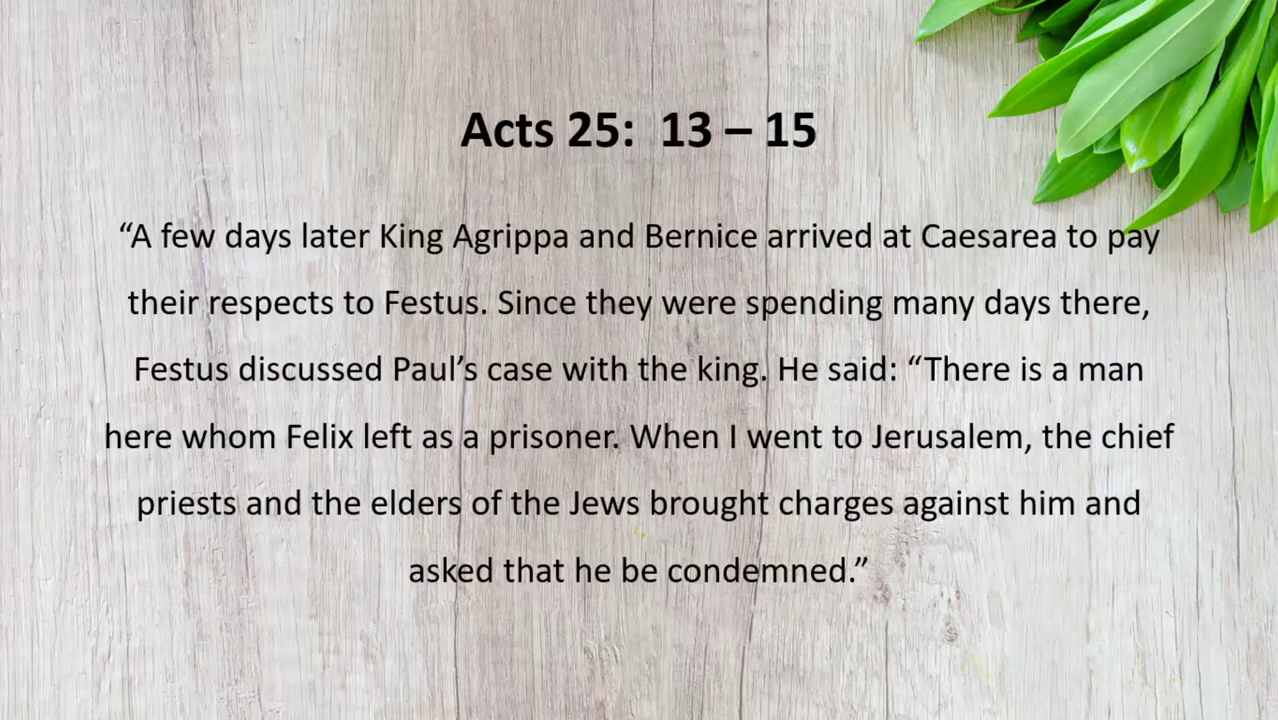 Acts 25:  13 – 15
“A few days later King Agrippa and Bernice arrived at Caesarea to pay
their respects to Festus. Since they were spending many days there,
Festus discussed Paul’s case with the king. He said: “There is a man
here whom Felix left as a prisoner. When I went to Jerusalem, the chief
priests and the elders of the Jews brought charges against him and
asked that he be condemned.”